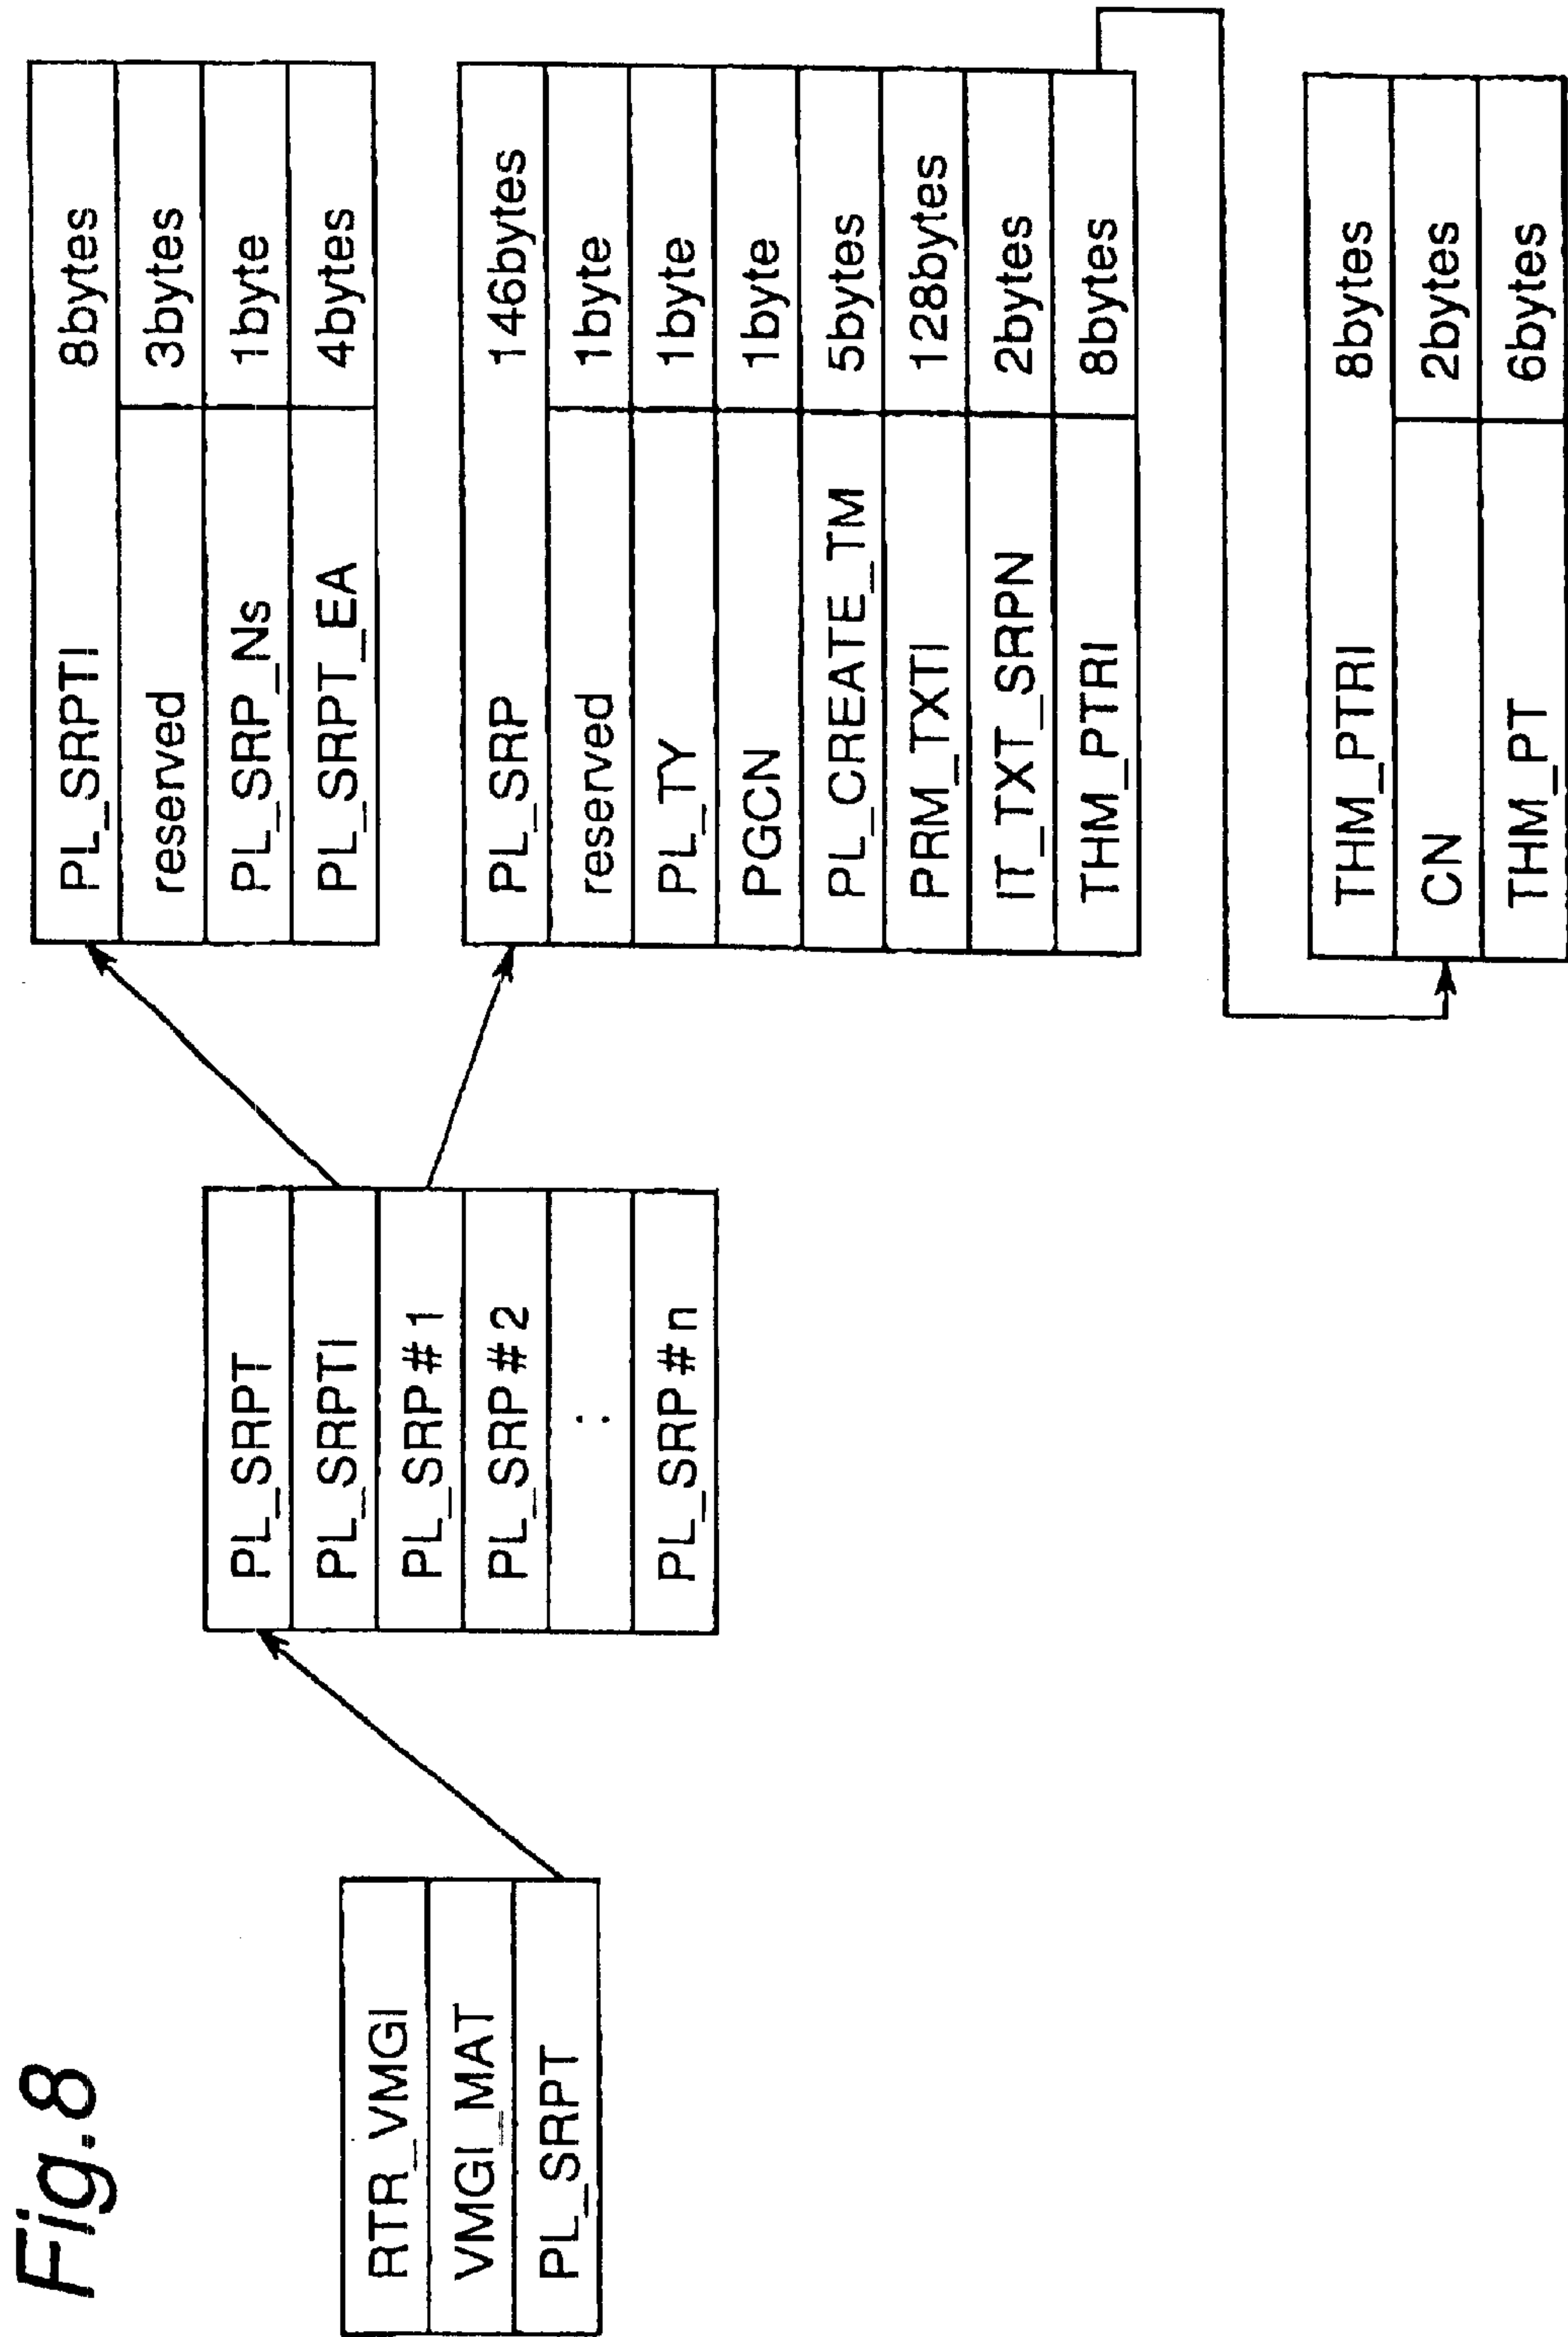 Fig.8
RTR_VMGI
VMGI_MAT
PL_SRPT
PL_SRPT
PL_SRPTI
PL_SRP#1
PL_SRP#2
:
PL_SRP#n
PL_SRPTI 8bytes
reserved 3bytes
PL_SRP_Ns 1byte
PL_SRPT_EA 4bytes
PL_SRP 146bytes
reserved 1byte
PL_TY 1byte
PGCN 1byte
PL_CREATE_TM 5bytes
PRM_TXTI 128bytes
IT_TXT_SRPN 2bytes
THM_PTRI 8bytes
THM_PTRI 8bytes
CN 2bytes
THM_PT 6bytes